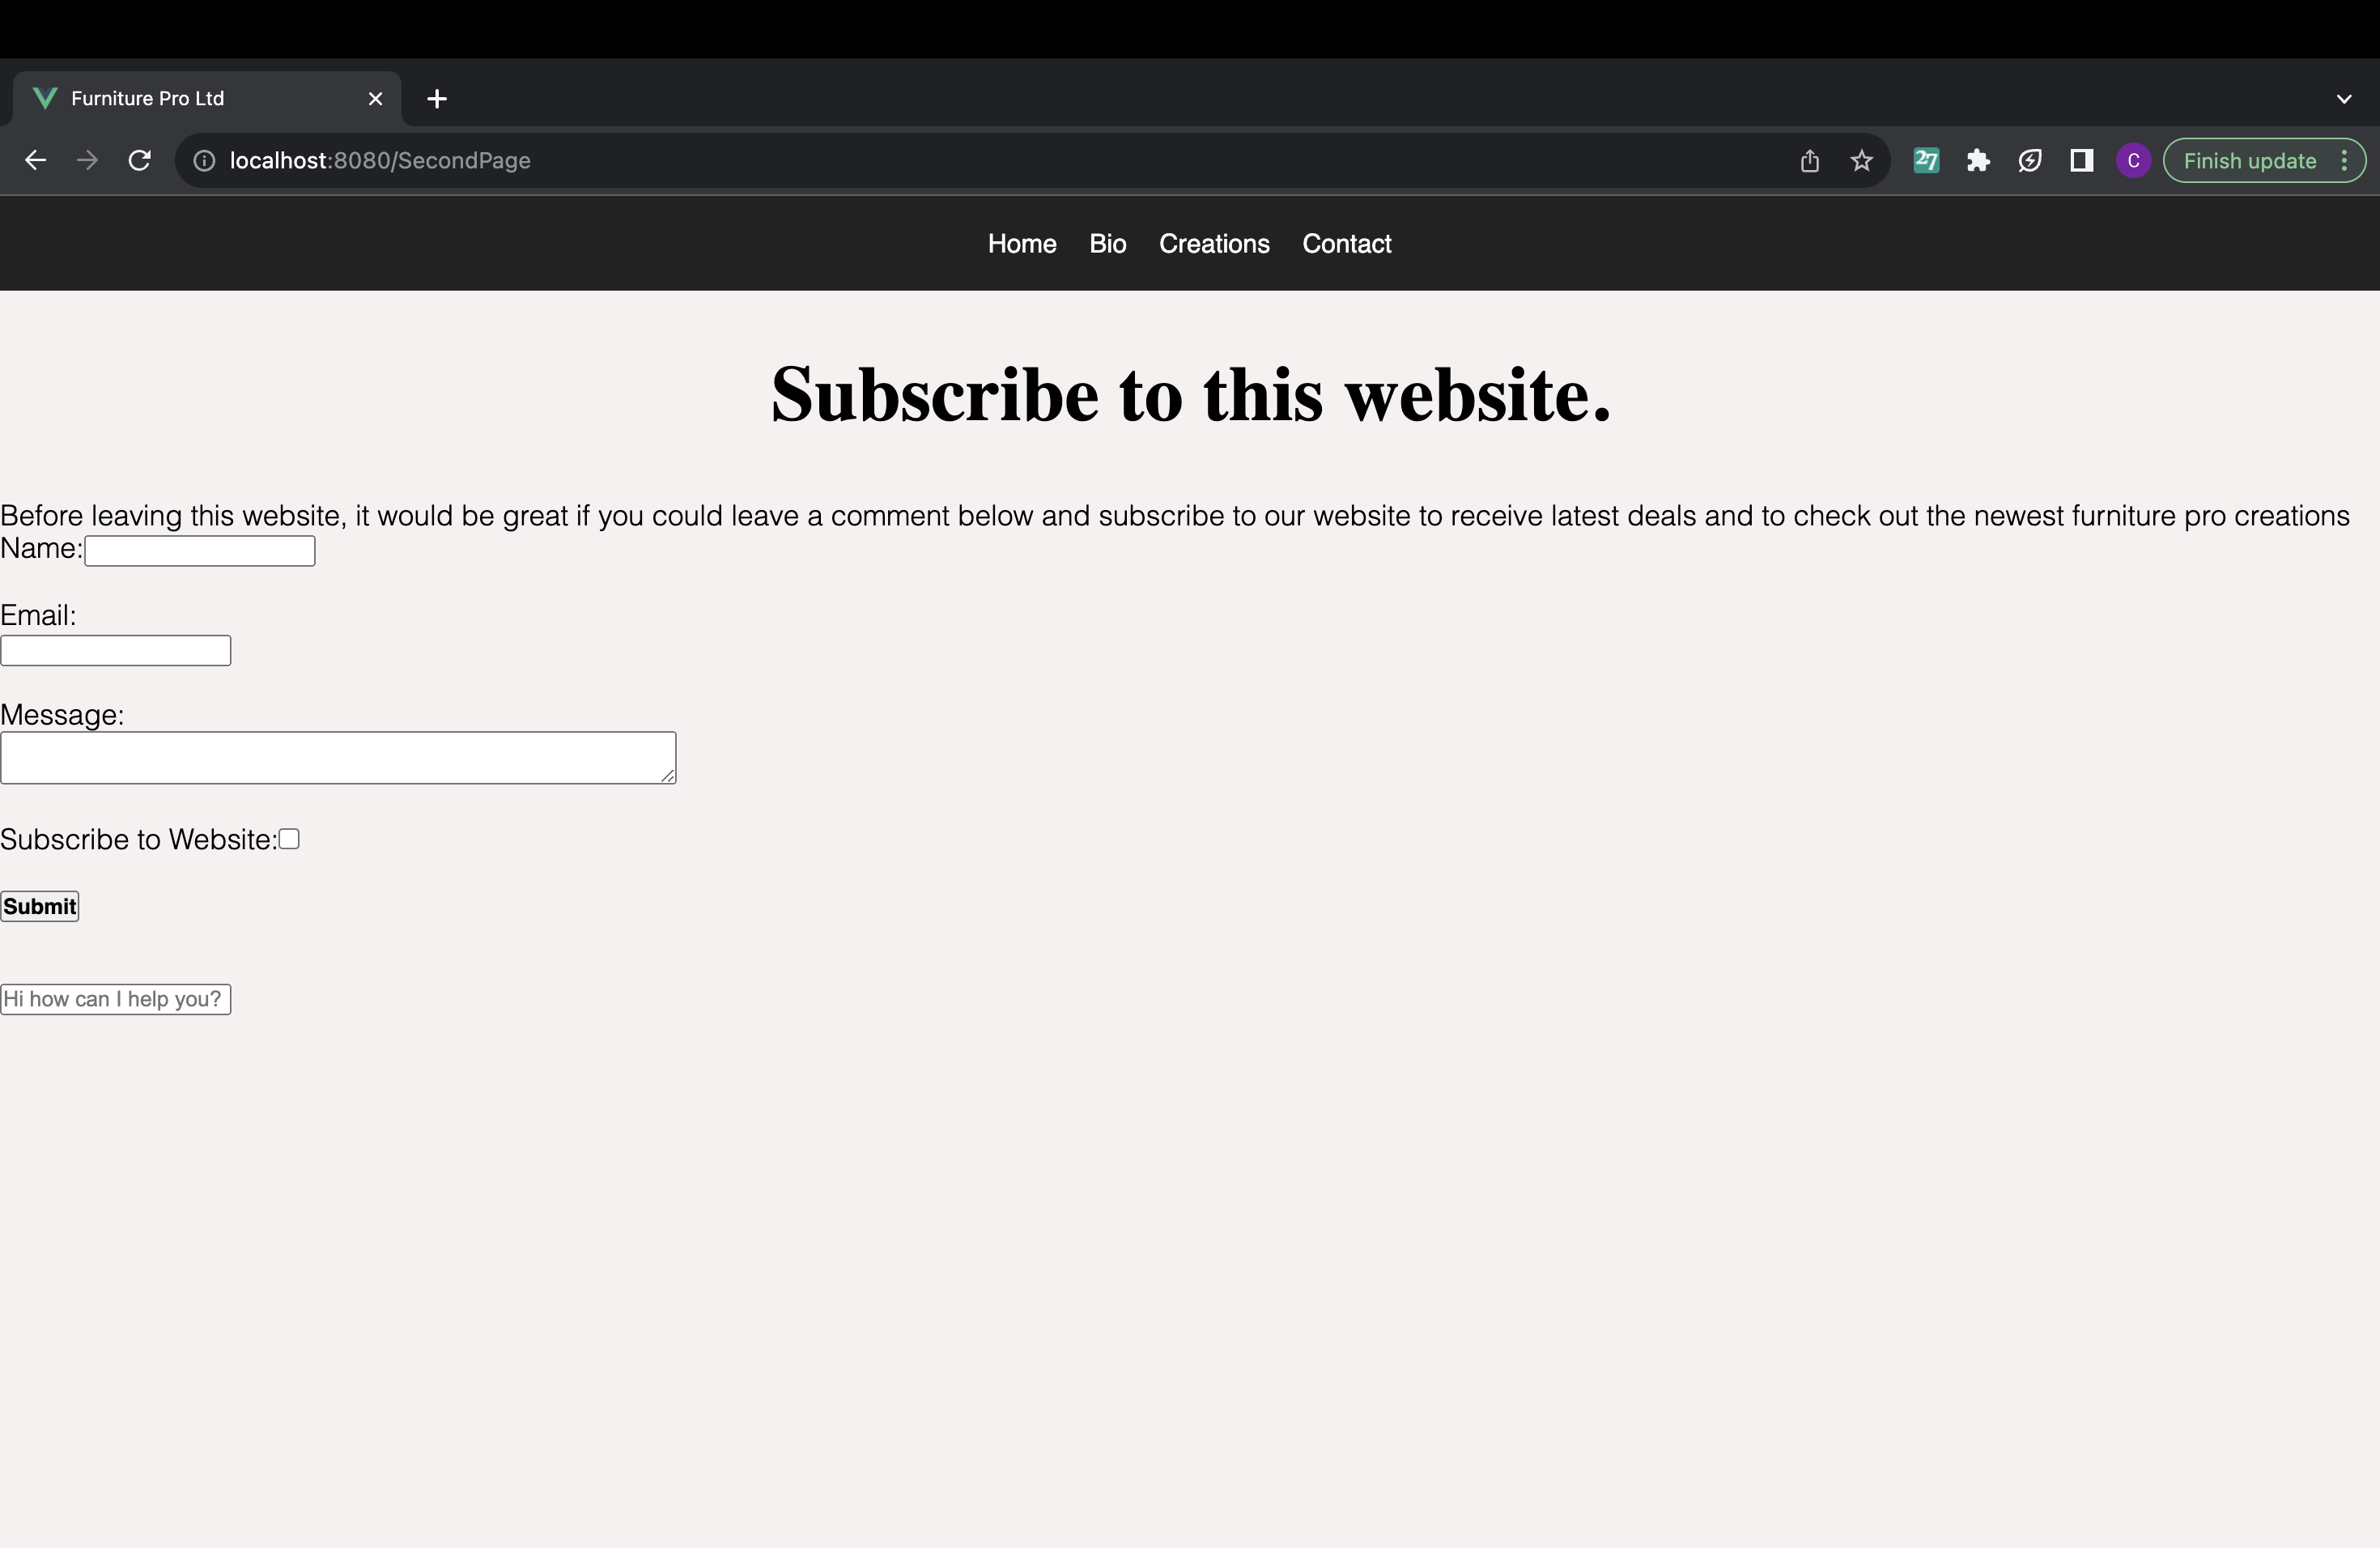 Furniture Pro Ltd
localhost:8080/SecondPage
27
C
Finish update
Home Bio Creations Contact
Subscribe to this website.
Before leaving this website, it would be great if you could leave a comment below and subscribe to our website to receive latest deals and to check out the newest furniture pro creations
Name:
Email:
Message:
Subscribe to Website:
Submit
Hi how can I help you?